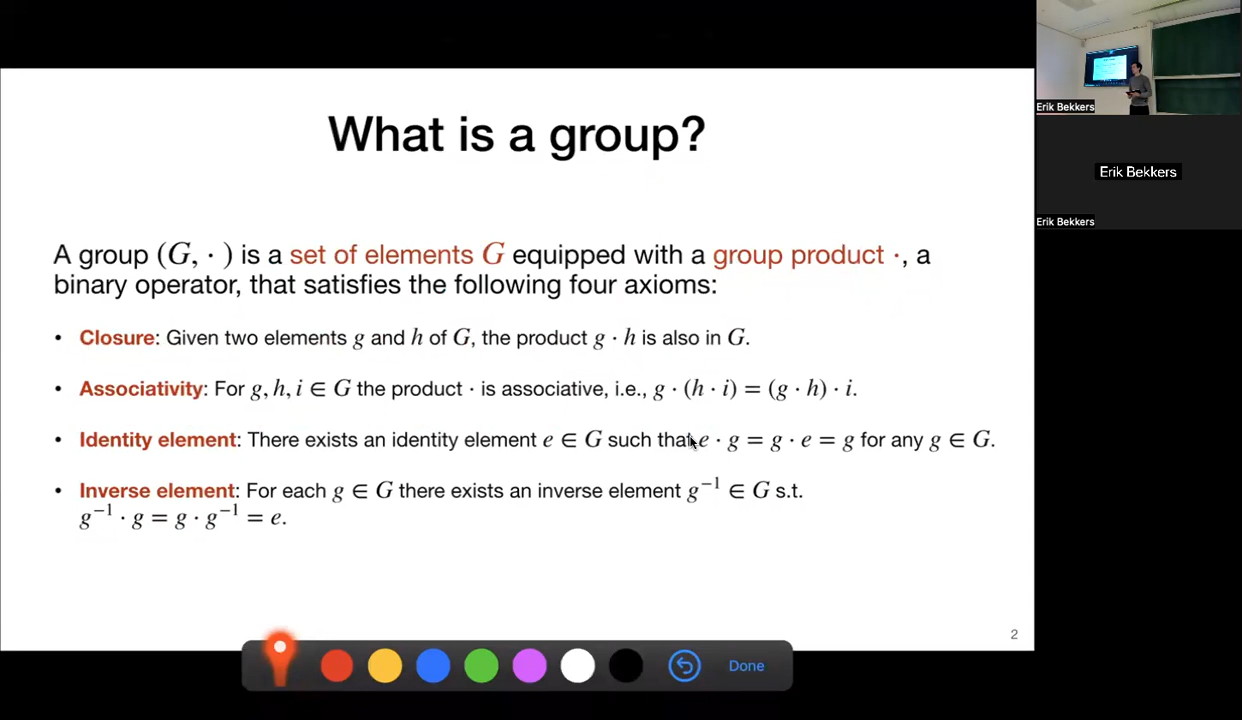 What is a group?
A group (G, · ) is a set of elements G equipped with a group product ·, a
binary operator, that satisfies the following four axioms:
• Closure: Given two elements g and h of G, the product g · h is also in G.
• Associativity: For g, h, i ∈ G the product · is associative, i.e., g · (h · i) = (g · h) · i.
• Identity element: There exists an identity element e ∈ G such that e · g = g · e = g for any g ∈ G.
• Inverse element: For each g ∈ G there exists an inverse element g⁻¹ ∈ G s.t.
g⁻¹ · g = g · g⁻¹ = e.
2
Done
Erik Bekkers
Erik Bekkers
Erik Bekkers